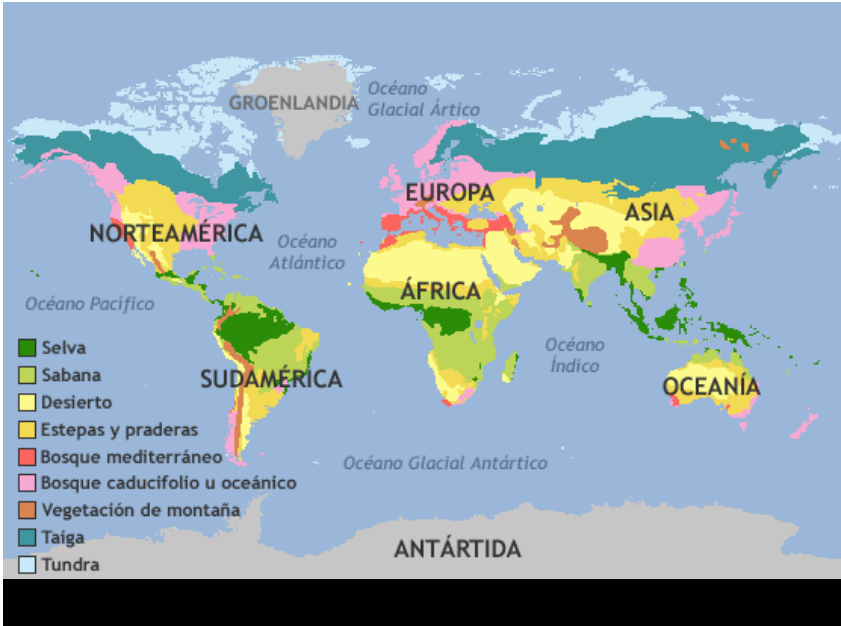 Océano
Glacial Ártico
GROENLANDIA
EUROPA
ASIA
NORTEAMÉRICA
Océano
Atlántico
ÁFRICA
Océano Pacífico
Océano
Índico
SUDAMÉRICA
OCEANÍA
Selva
Sabana
Desierto
Estepas y praderas
Bosque mediterráneo
Bosque caducifolio u oceánico
Vegetación de montaña
Taiga
Tundra
Océano Glacial Antártico
ANTÁRTIDA